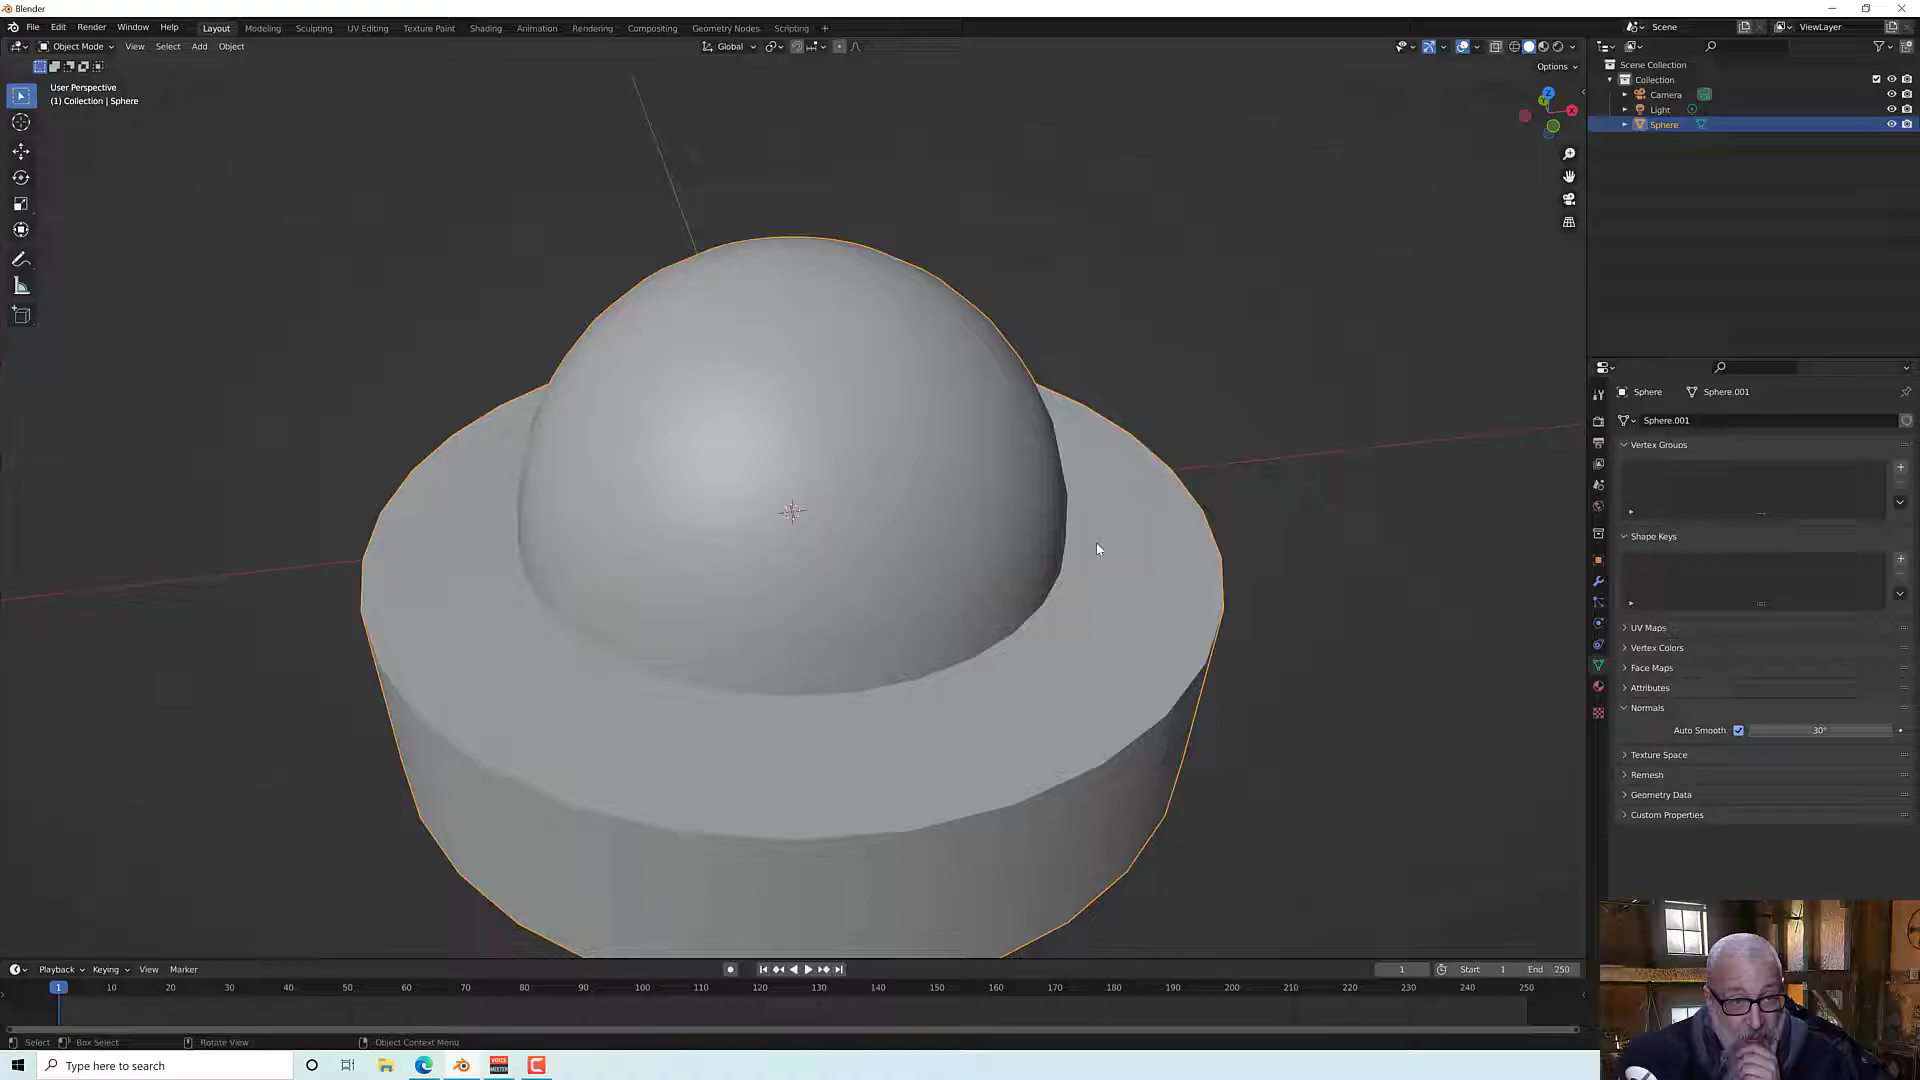 Blender
File Edit Render Window Help Layout Modeling Sculpting UV Editing Texture Paint Shading Animation Rendering Compositing Geometry Nodes Scripting + Scene ViewLayer
Object Mode View Select Add Object Global
Options
User Perspective
(1) Collection | Sphere
Z
X
Scene Collection
Collection
Camera
Light
Sphere
Sphere Sphere.001
Sphere.001
Vertex Groups
Shape Keys
UV Maps
Vertex Colors
Face Maps
Attributes
Normals
Auto Smooth 30°
Texture Space
Remesh
Geometry Data
Custom Properties
Playback Keying View Marker 1 Start 1 End 250
1 10 20 30 40 50 60 70 80 90 100 110 120 130 140 150 160 170 180 190 200 210 220 230 240 250
Select Box Select Rotate View Object Context Menu
Type here to search VOICE MEETER